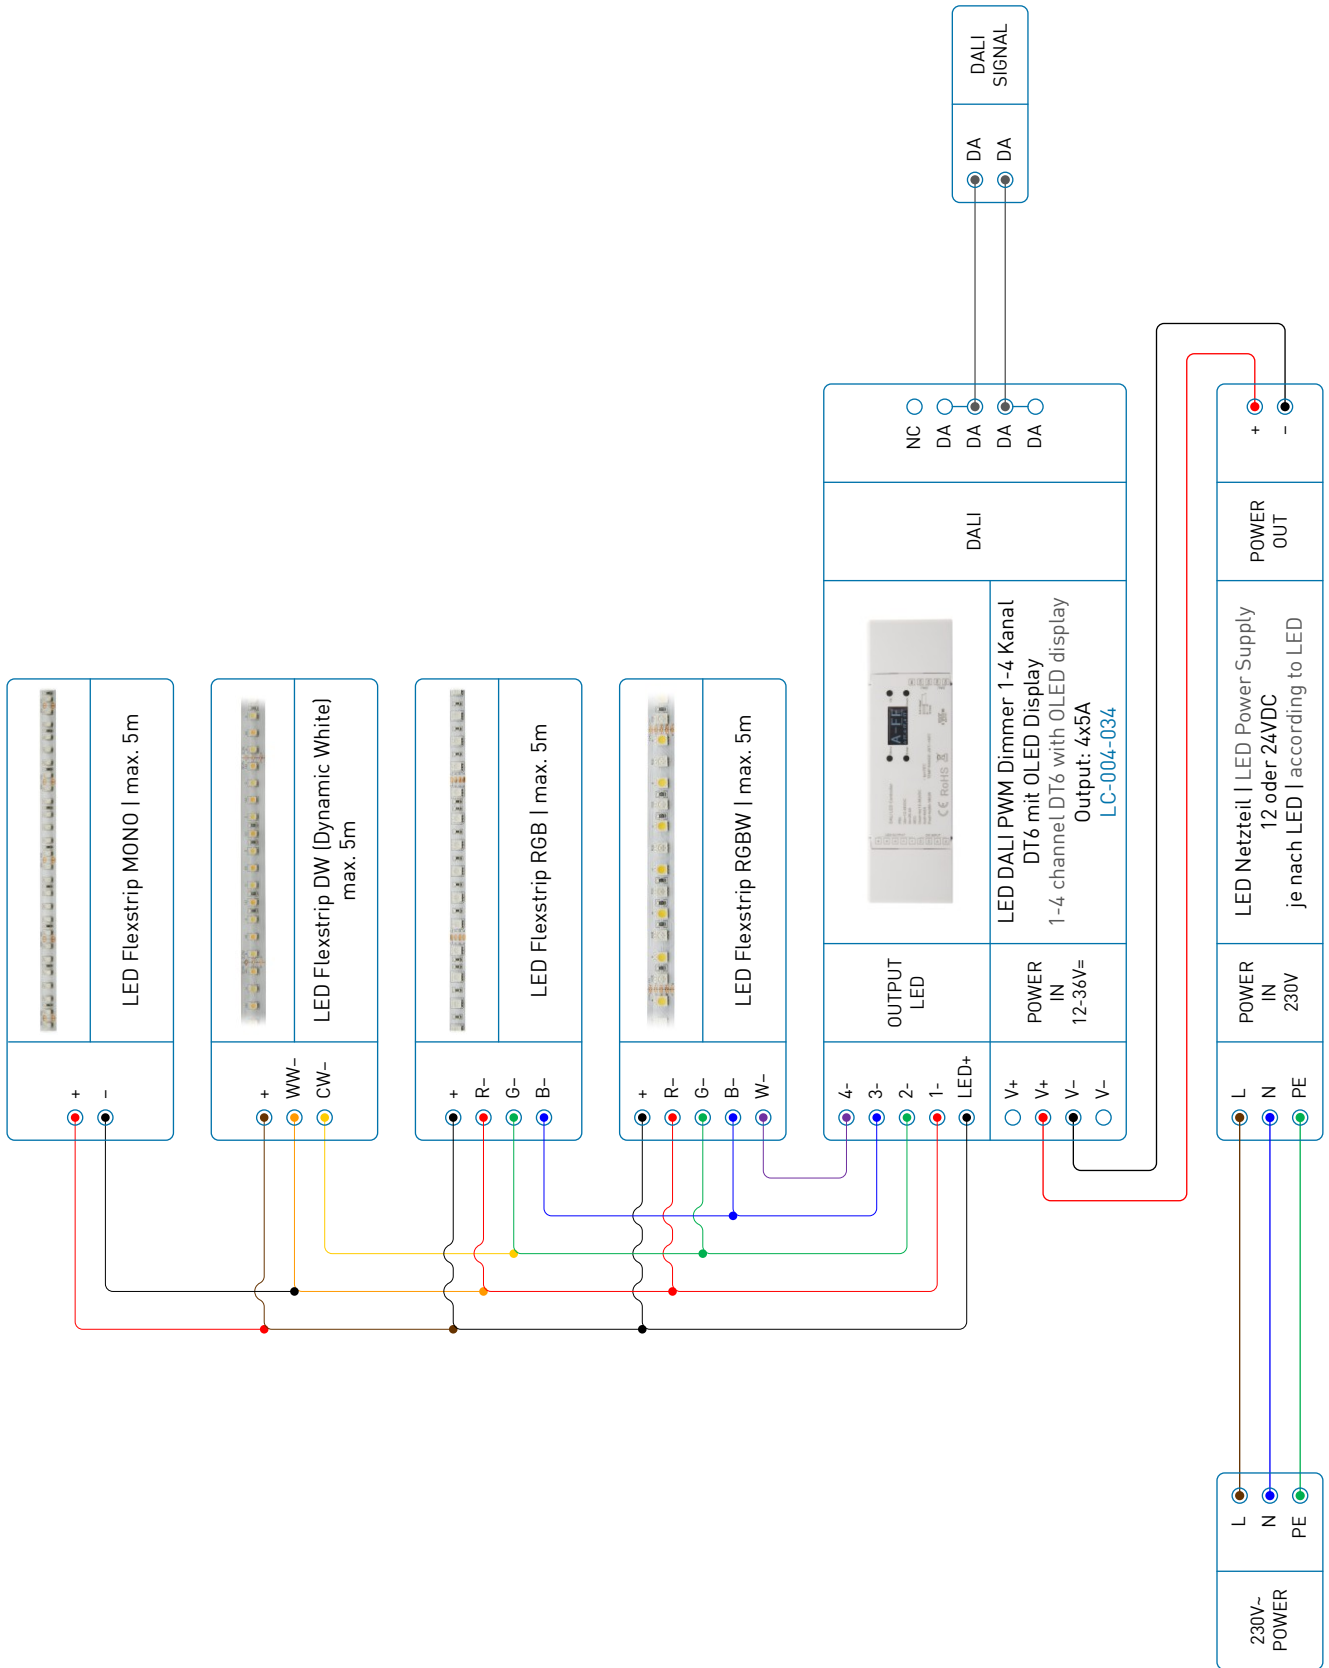 DALI
SIGNAL
DA
DA
NC
DA
DA
DA
DA
DALI
LED DALI PWM Dimmer 1-4 Kanal
DT6 mit OLED Display
1-4 channel DT6 with OLED display
Output: 4x5A
LC-004-034
OUTPUT
LED
POWER
IN
12-36V=
4-
3-
2-
1-
LED+
V+
V+
V–
V–
+
–
POWER
OUT
LED Netzteil | LED Power Supply
12 oder 24VDC
je nach LED | according to LED
POWER
IN
230V
L
N
PE
L
N
PE
230V~
POWER
LED Flexstrip MONO | max. 5m
+
–
LED Flexstrip DW (Dynamic White)
max. 5m
+
WW–
CW–
LED Flexstrip RGB | max. 5m
+
R–
G–
B–
LED Flexstrip RGBW | max. 5m
+
R–
G–
B–
W–
A-FF
CE RoHS